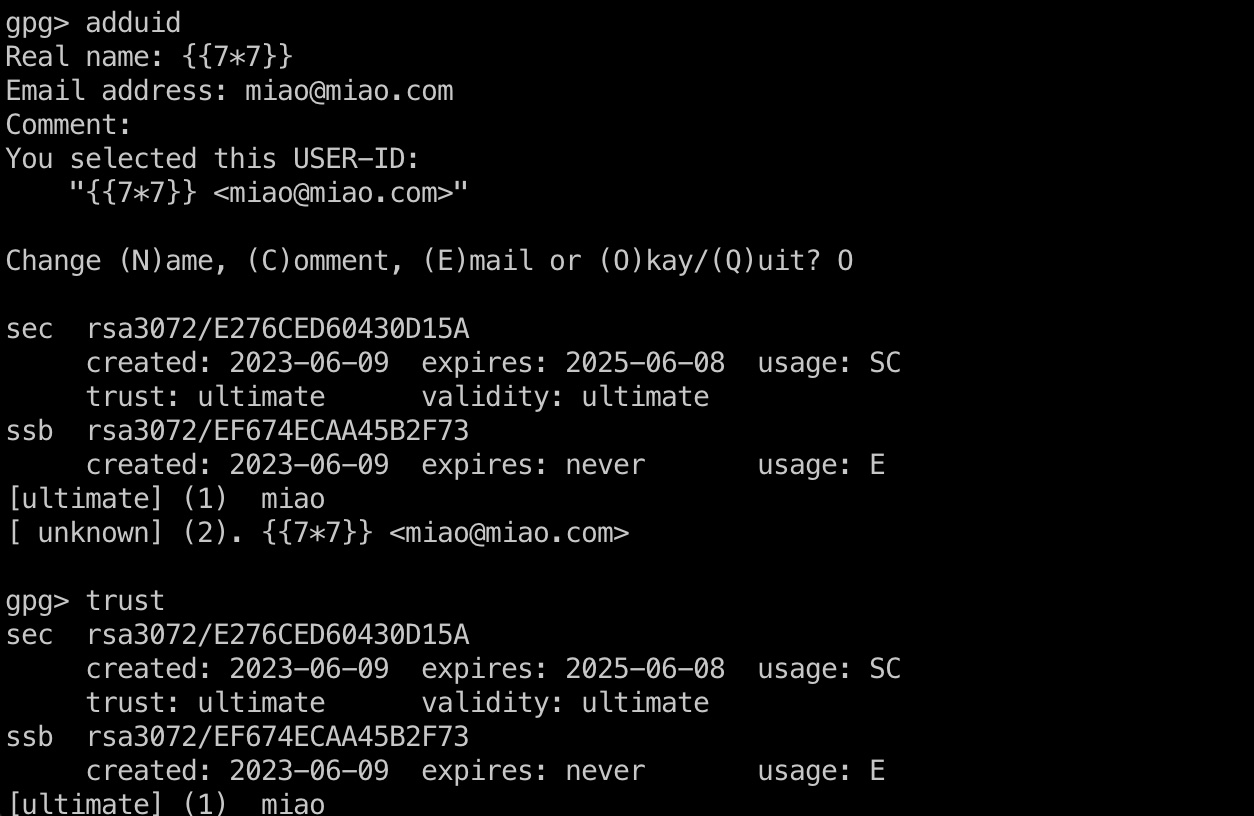 gpg> adduid
Real name: {{7*7}}
Email address: miao@miao.com
Comment:
You selected this USER-ID:
    "{{7*7}} <miao@miao.com>"

Change (N)ame, (C)omment, (E)mail or (O)kay/(Q)uit? O

sec  rsa3072/E276CED60430D15A
     created: 2023-06-09  expires: 2025-06-08  usage: SC
     trust: ultimate      validity: ultimate
ssb  rsa3072/EF674ECAA45B2F73
     created: 2023-06-09  expires: never       usage: E
[ultimate] (1)  miao
[ unknown] (2). {{7*7}} <miao@miao.com>

gpg> trust
sec  rsa3072/E276CED60430D15A
     created: 2023-06-09  expires: 2025-06-08  usage: SC
     trust: ultimate      validity: ultimate
ssb  rsa3072/EF674ECAA45B2F73
     created: 2023-06-09  expires: never       usage: E
[ultimate] (1)  miao